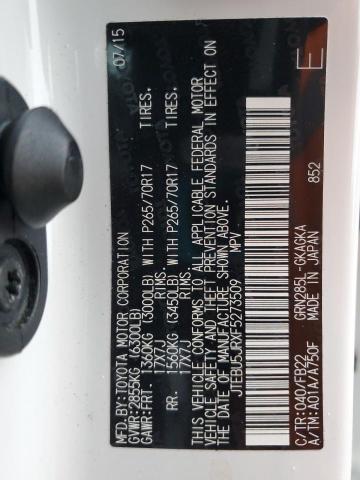 MFD. BY: TOYOTA MOTOR CORPORATION 07/15
GVWR: 2855KG (6300LB)
GAWR: FRT. 1360KG (3000LB) WITH P265/70R17 TIRES.
17X7J RIMS.
RR. 1560KG (3450LB) WITH P265/70R17 TIRES.
17X7J RIMS.
THIS VEHICLE CONFORMS TO ALL APPLICABLE FEDERAL MOTOR
VEHICLE SAFETY AND THEFT PREVENTION STANDARDS IN EFFECT ON
THE DATE OF MANUFACTURE SHOWN ABOVE.
JTEBU5JRXF5273509 MPV
E
C/TR: 040/FB22 GRN285L-GKAGKA
A/TM: A01A/A750F MADE IN JAPAN 852